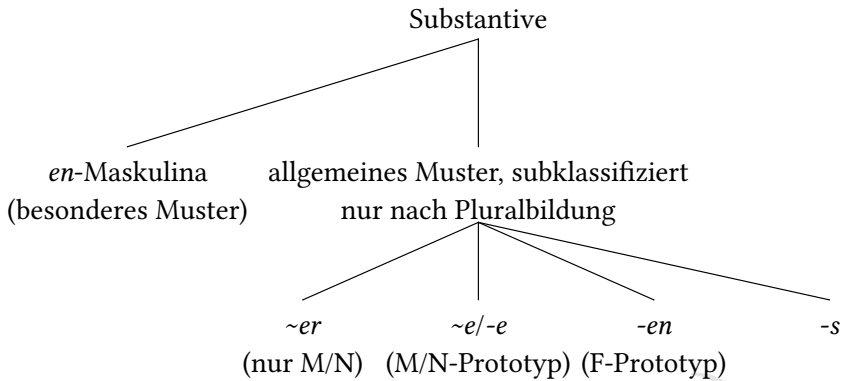 Substantive
en-Maskulina
(besonderes Muster)
allgemeines Muster, subklassifiziert
nur nach Pluralbildung
~er
(nur M/N)
~e/-e
(M/N-Prototyp)
-en
(F-Prototyp)
-s